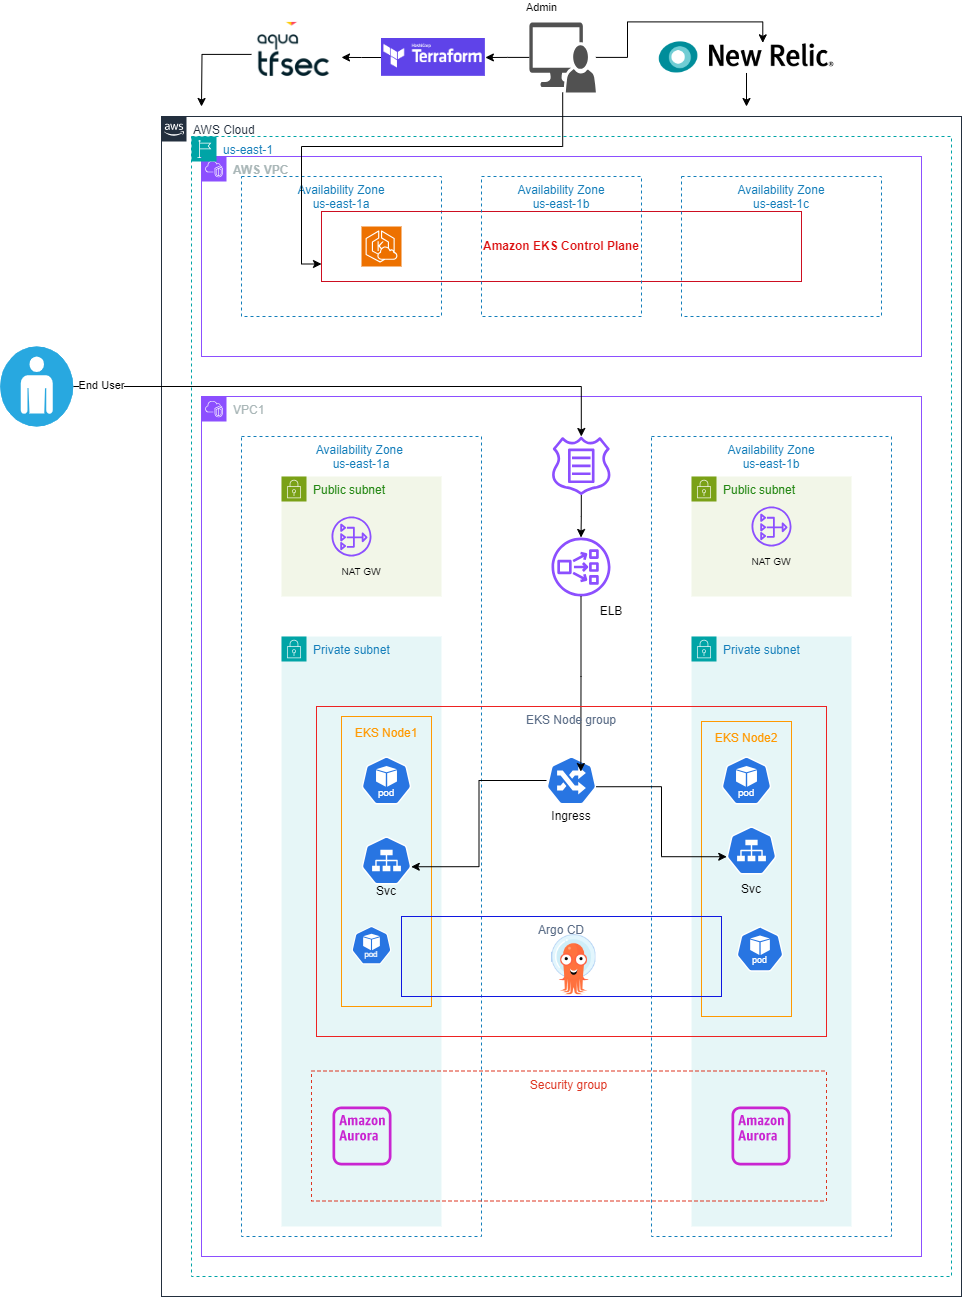 Admin
aqua
tfsec
HashiCorp
Terraform
New Relic®
aws
AWS Cloud
us-east-1
AWS VPC
Availability Zone
us-east-1a
Availability Zone
us-east-1b
Availability Zone
us-east-1c
Amazon EKS Control Plane
End User
VPC1
Availability Zone
us-east-1a
Availability Zone
us-east-1b
Public subnet
Public subnet
NAT GW
NAT GW
ELB
Private subnet
Private subnet
EKS Node group
EKS Node1
EKS Node2
pod
pod
Ingress
Svc
Svc
Argo CD
pod
pod
Security group
Amazon
Aurora
Amazon
Aurora